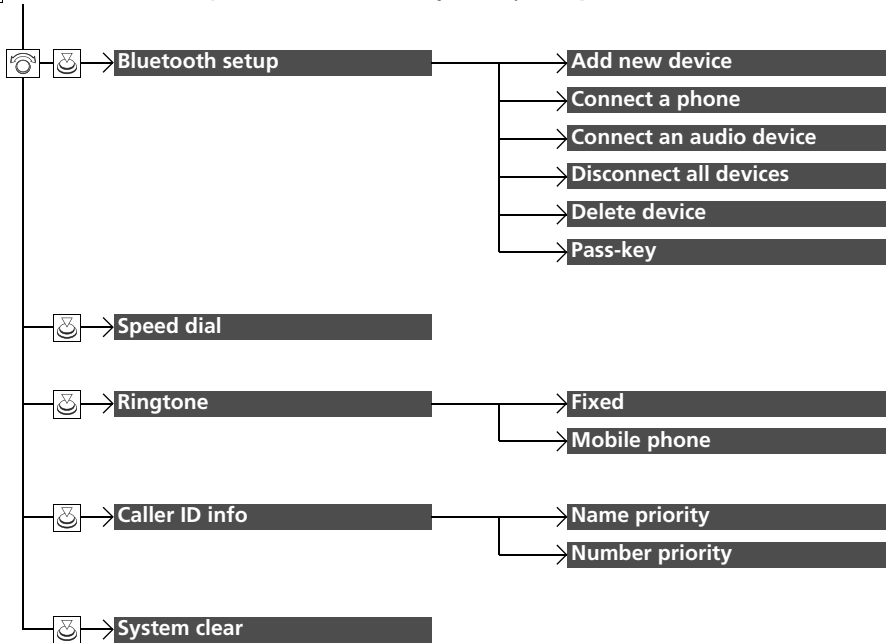 Bluetooth setup
Add new device
Connect a phone
Connect an audio device
Disconnect all devices
Delete device
Pass-key
Speed dial
Ringtone
Fixed
Mobile phone
Caller ID info
Name priority
Number priority
System clear